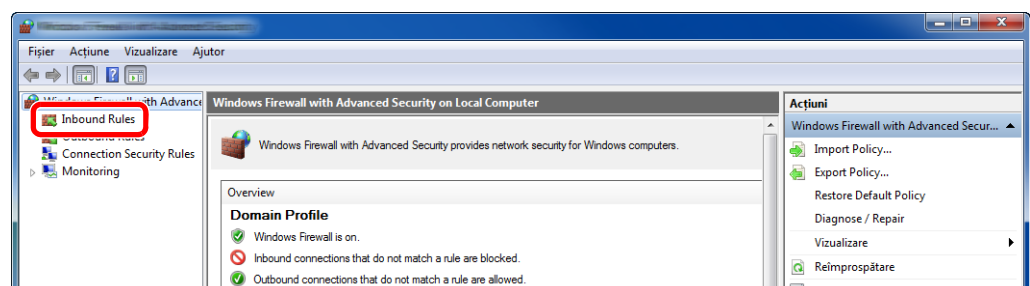 Fișier Acțiune Vizualizare Ajutor
Inbound Rules
Outbound Rules
Connection Security Rules
Monitoring
Windows Firewall with Advanced Security on Local Computer
Windows Firewall with Advanced Security provides network security for Windows computers.
Overview
Domain Profile
Windows Firewall is on.
Inbound connections that do not match a rule are blocked.
Outbound connections that do not match a rule are allowed.
Acțiuni
Windows Firewall with Advanced Secur...
Import Policy...
Export Policy...
Restore Default Policy
Diagnose / Repair
Vizualizare
Reîmprospătare